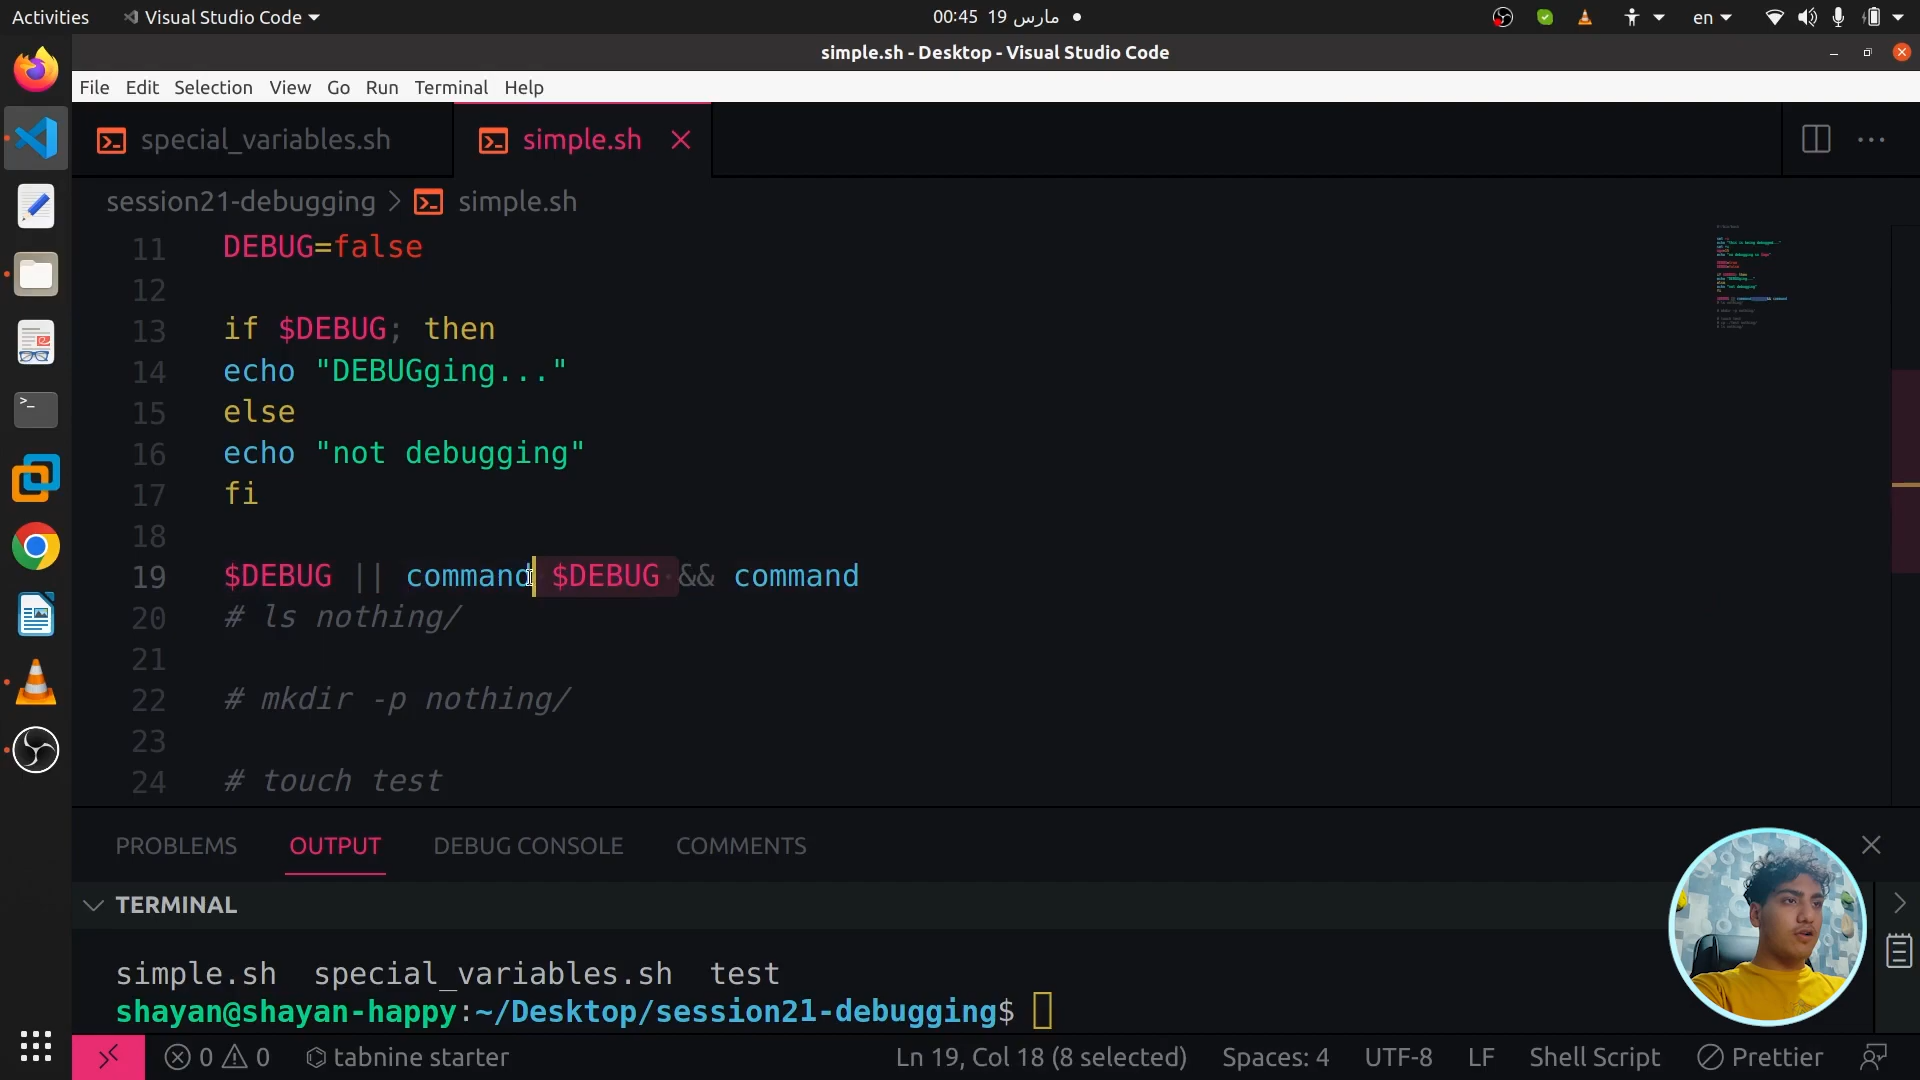 Activities Visual Studio Code 00:45 19 مارس en
simple.sh - Desktop - Visual Studio Code
File Edit Selection View Go Run Terminal Help
special_variables.sh simple.sh
session21-debugging > simple.sh
11 DEBUG=false
12
13 if $DEBUG; then
14 echo "DEBUGging..."
15 else
16 echo "not debugging"
17 fi
18
19 $DEBUG || command $DEBUG && command
20 # ls nothing/
21
22 # mkdir -p nothing/
23
24 # touch test
PROBLEMS OUTPUT DEBUG CONSOLE COMMENTS
TERMINAL
simple.sh special_variables.sh test
shayan@shayan-happy:~/Desktop/session21-debugging$
0 0 tabnine starter Ln 19, Col 18 (8 selected) Spaces: 4 UTF-8 LF Shell Script Prettier